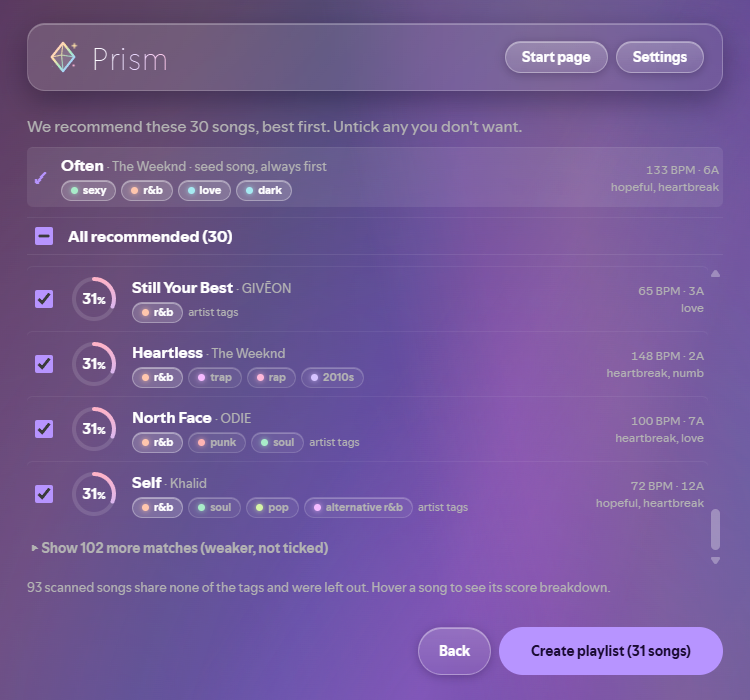 Prism
Start page
Settings
We recommend these 30 songs, best first. Untick any you don't want.
Often · The Weeknd · seed song, always first
133 BPM · 6A
sexy r&b love dark
hopeful, heartbreak
All recommended (30)
31% Still Your Best · GIVĒON
65 BPM · 3A
r&b artist tags
love
31% Heartless · The Weeknd
148 BPM · 2A
r&b trap rap 2010s
heartbreak, numb
31% North Face · ODIE
100 BPM · 7A
r&b punk soul artist tags
heartbreak, love
31% Self · Khalid
72 BPM · 12A
r&b soul pop alternative r&b artist tags
hopeful, heartbreak
Show 102 more matches (weaker, not ticked)
93 scanned songs share none of the tags and were left out. Hover a song to see its score breakdown.
Back
Create playlist (31 songs)